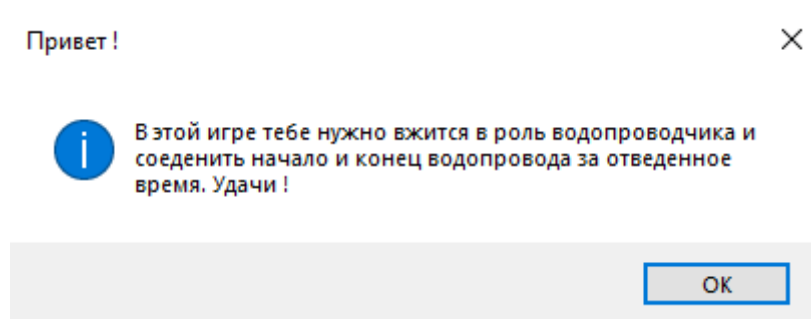 Привет !
В этой игре тебе нужно вжится в роль водопроводчика и
соеденить начало и конец водопровода за отведенное
время. Удачи !
OK